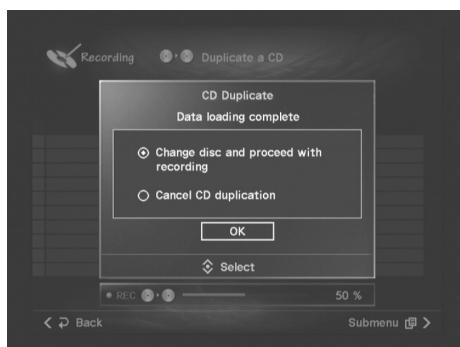 Recording Duplicate a CD
CD Duplicate
Data loading complete
Change disc and proceed with
recording
Cancel CD duplication
OK
Select
REC 50 %
Back Submenu